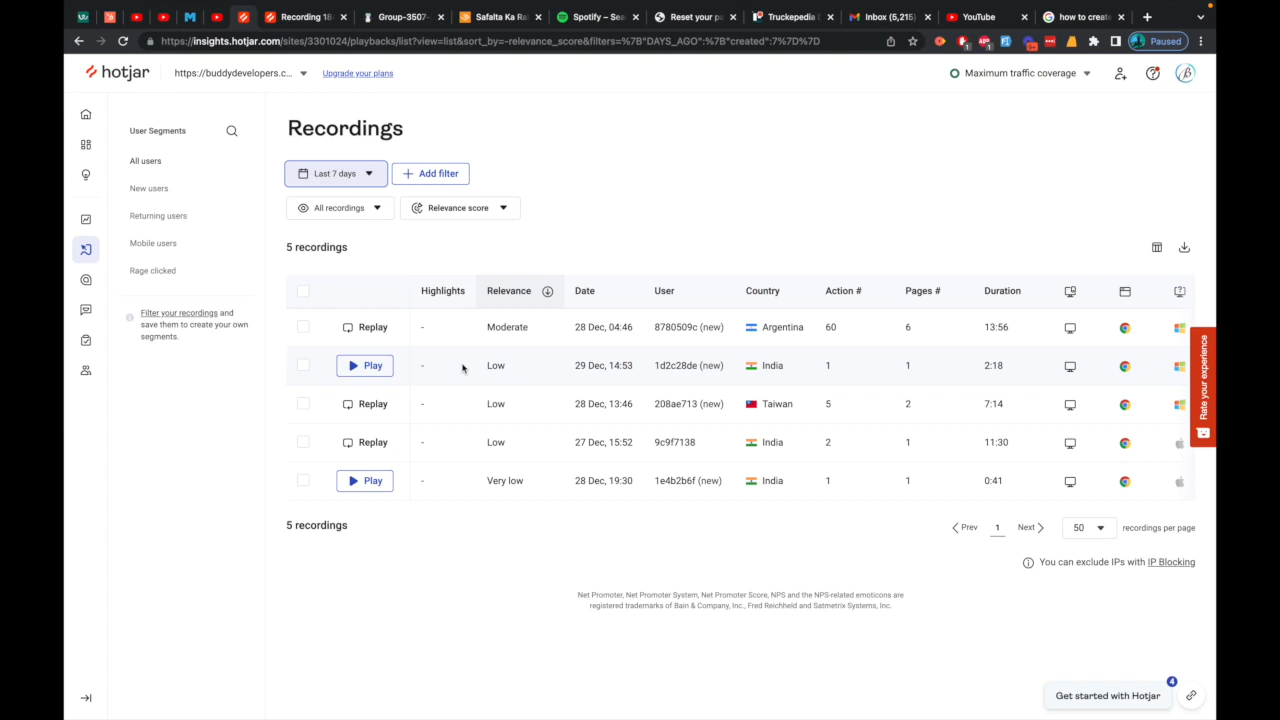 Recording 18
Group-3507-
Safalta Ka Ra
Spotify – Sea
Reset your pa
Truckepedia D
Inbox (5,215)
YouTube
how to create
https://insights.hotjar.com/sites/3301024/playbacks/list?view=list&sort_by=-relevance_score&filters=%7B"DAYS_AGO":%7B"created":7%7D%7D
Paused
hotjar
https://buddydevelopers.c...
Upgrade your plans
Maximum traffic coverage
User Segments
All users
New users
Returning users
Mobile users
Rage clicked
Filter your recordings and
save them to create your own
segments.
Recordings
Last 7 days
Add filter
All recordings
Relevance score
5 recordings
Highlights Relevance Date User Country Action # Pages # Duration
Replay - Moderate 28 Dec, 04:46 8780509c (new) Argentina 60 6 13:56
Play - Low 29 Dec, 14:53 1d2c28de (new) India 1 1 2:18
Replay - Low 28 Dec, 13:46 208ae713 (new) Taiwan 5 2 7:14
Replay - Low 27 Dec, 15:52 9c9f7138 India 2 1 11:30
Play - Very low 28 Dec, 19:30 1e4b2b6f (new) India 1 1 0:41
5 recordings
Prev 1 Next 50 recordings per page
You can exclude IPs with IP Blocking
Net Promoter, Net Promoter System, Net Promoter Score, NPS and the NPS-related emoticons are
registered trademarks of Bain & Company, Inc., Fred Reichheld and Satmetrix Systems, Inc.
Rate your experience
Get started with Hotjar
4